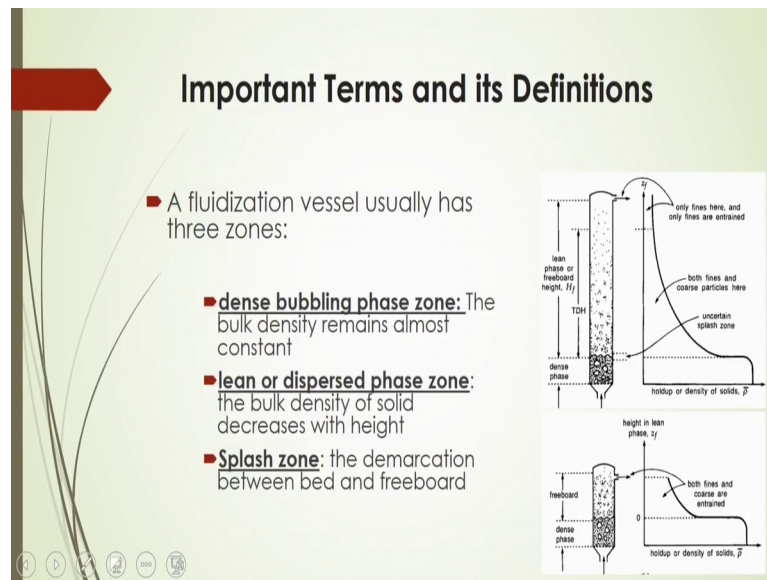 Important Terms and its Definitions
A fluidization vessel usually has
three zones:
dense bubbling phase zone: The
bulk density remains almost
constant
lean or dispersed phase zone:
the bulk density of solid
decreases with height
Splash zone: the demarcation
between bed and freeboard
zf
only fines here, and
only fines are entrained
lean
phase or
freeboard
height, Hf
TDH
both fines and
coarse particles here
uncertain
splash zone
dense
phase
holdup or density of solids, ρ̄
height in lean
phase, zf
freeboard
both fines and
coarse are
entrained
0
dense
phase
holdup or density of solids, ρ̄